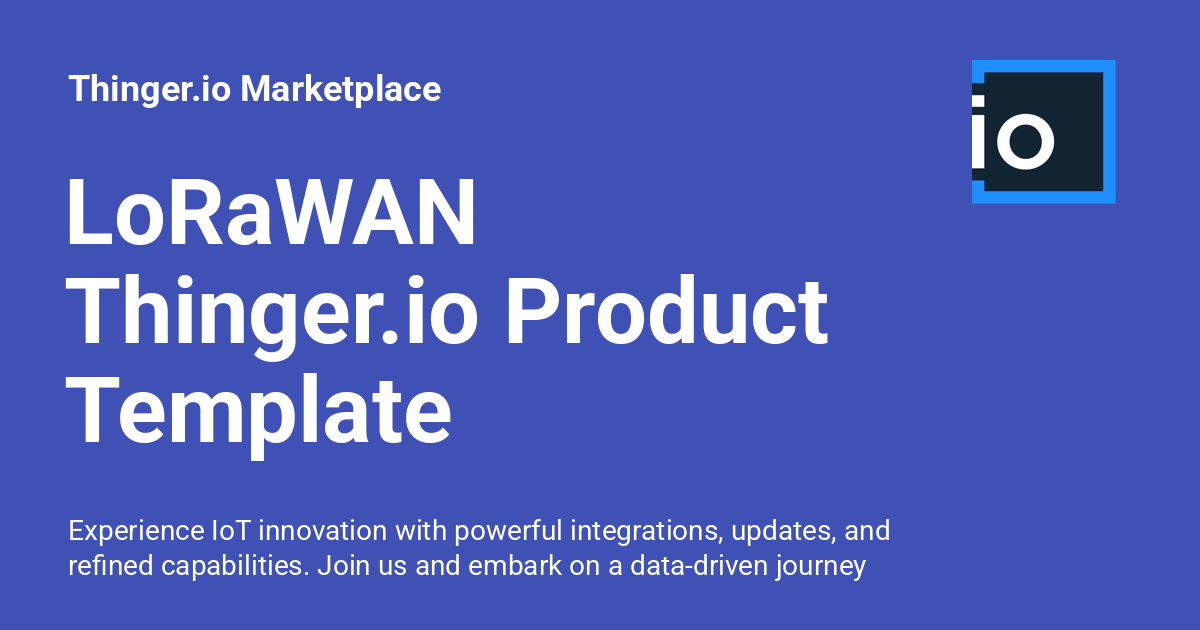 Thinger.io Marketplace
io
LoRaWAN
Thinger.io Product
Template
Experience IoT innovation with powerful integrations, updates, and
refined capabilities. Join us and embark on a data-driven journey